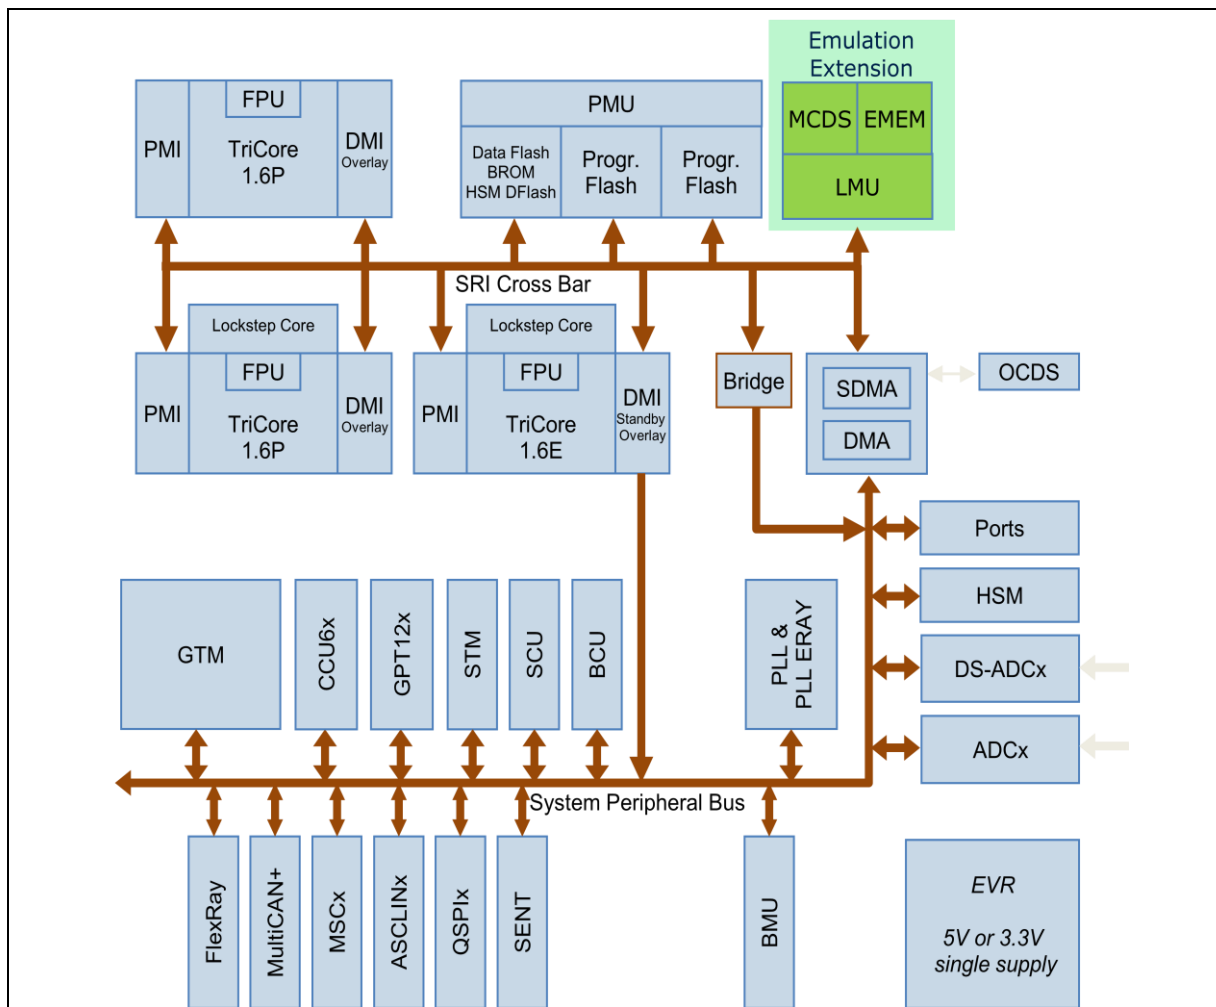 Emulation
Extension
MCDS
EMEM
LMU
PMI
FPU
TriCore
1.6P
DMI
Overlay
PMU
Data Flash
BROM
HSM DFlash
Progr.
Flash
Progr.
Flash
SRI Cross Bar
Lockstep Core
PMI
FPU
TriCore
1.6P
DMI
Overlay
Lockstep Core
PMI
FPU
TriCore
1.6E
DMI
Standby
Overlay
Bridge
SDMA
DMA
OCDS
Ports
HSM
DS-ADCx
ADCx
GTM
CCU6x
GPT12x
STM
SCU
BCU
PLL &
PLL ERAY
System Peripheral Bus
FlexRay
MultiCAN+
MSCx
ASCLINx
QSPIx
SENT
BMU
EVR
5V or 3.3V
single supply